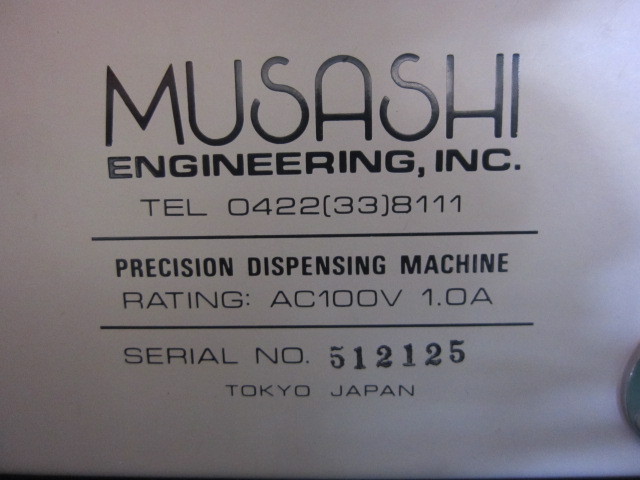 MUSASHI
ENGINEERING, INC.
TEL 0422(33)8111
PRECISION DISPENSING MACHINE
RATING: AC100V 1.0A
SERIAL NO. 512125
TOKYO JAPAN